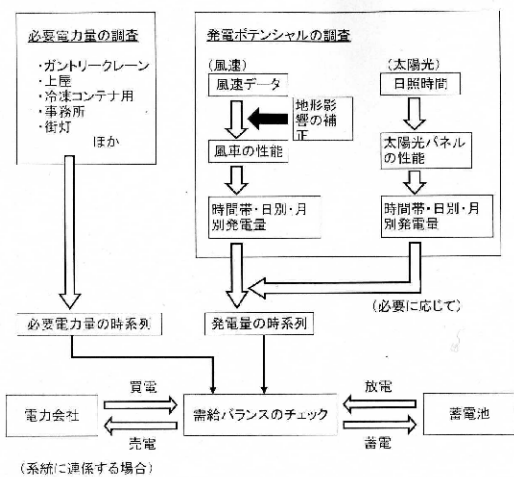 必要電力量の調査
・ガントリークレーン
・上屋
・冷凍コンテナ用
・事務所
・街灯
ほか
発電ポテンシャルの調査
(風速)
風速データ
地形影
響の補
正
風車の性能
時間帯・日別・月
別発電量
(太陽光)
日照時間
太陽光パネル
の性能
時間帯・日別・月
別発電量
(必要に応じて)
必要電力量の時系列
発電量の時系列
電力会社
買電
売電
需給バランスのチェック
放電
蓄電
蓄電池
(系統に連係する場合)